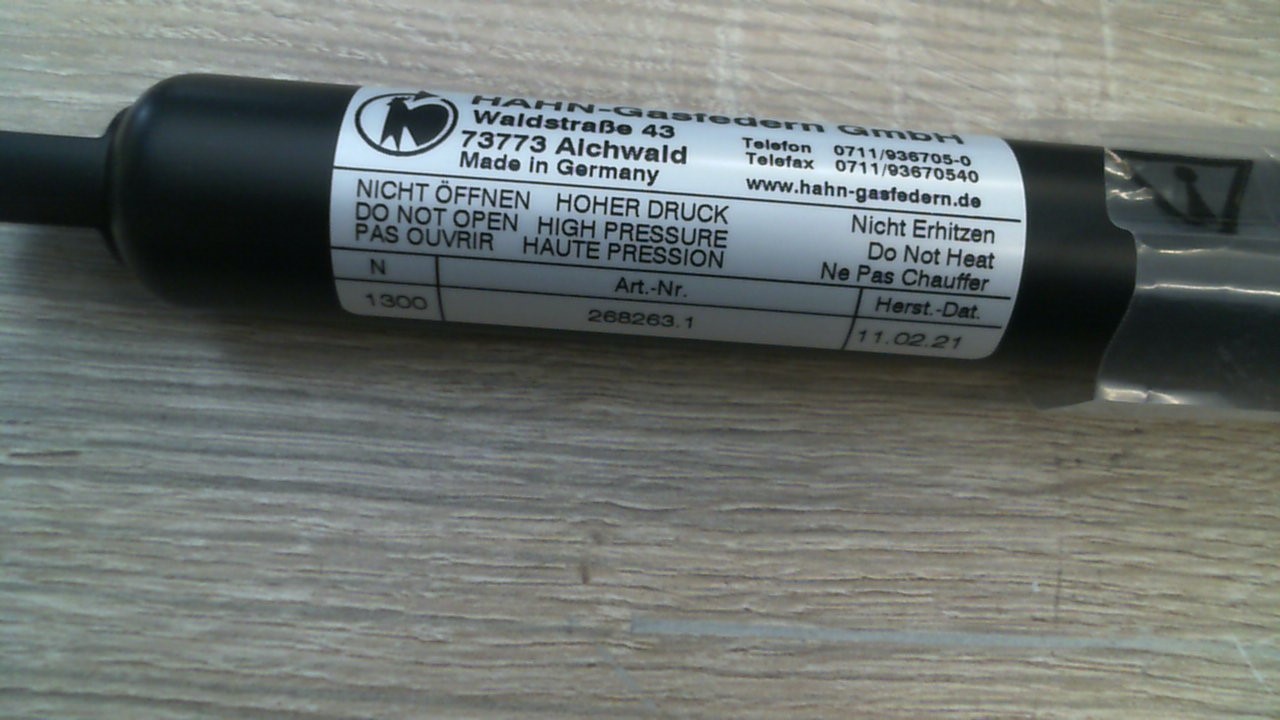 HAHN-Gasfedern GmbH
Waldstraße 43
73773 Aichwald
Made in Germany
Telefon 0711/936705-0
Telefax 0711/93670540
www.hahn-gasfedern.de
NICHT ÖFFNEN HOHER DRUCK
DO NOT OPEN HIGH PRESSURE
PAS OUVRIR HAUTE PRESSION
Nicht Erhitzen
Do Not Heat
Ne Pas Chauffer
N Art.-Nr. Herst.-Dat.
1300 268263.1 11.02.21